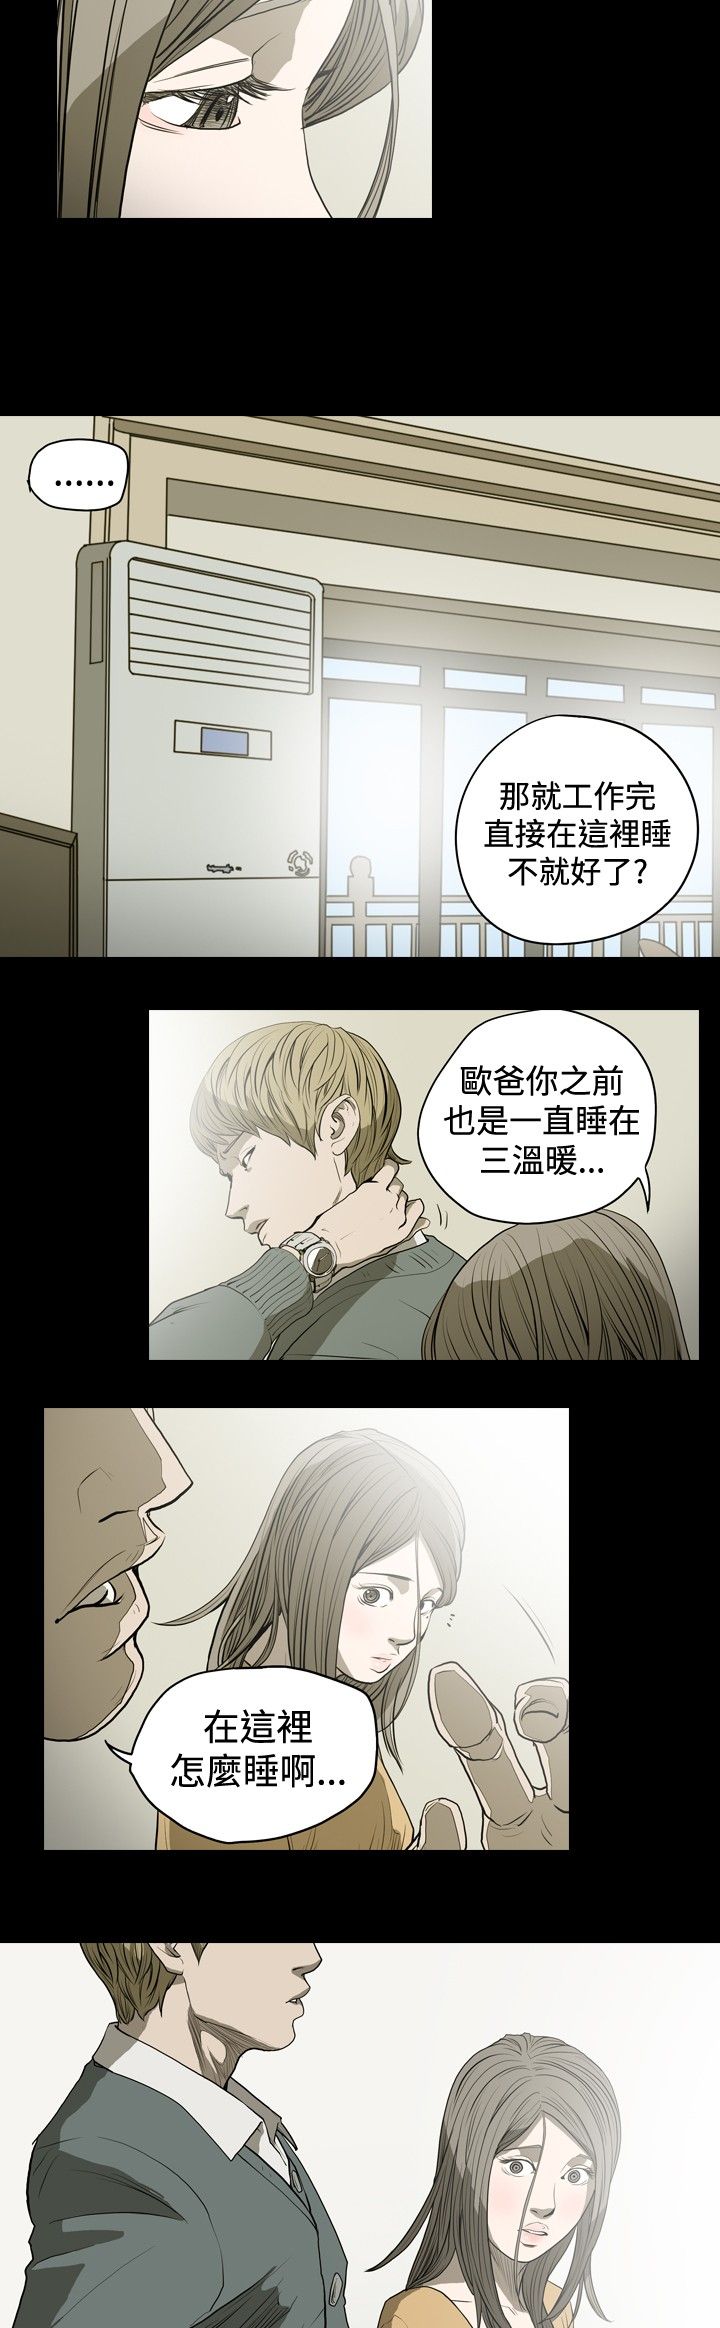 ......
那就工作完
直接在這裡睡
不就好了?
歐爸你之前
也是一直睡在
三溫暖...
在這裡
怎麼睡啊...